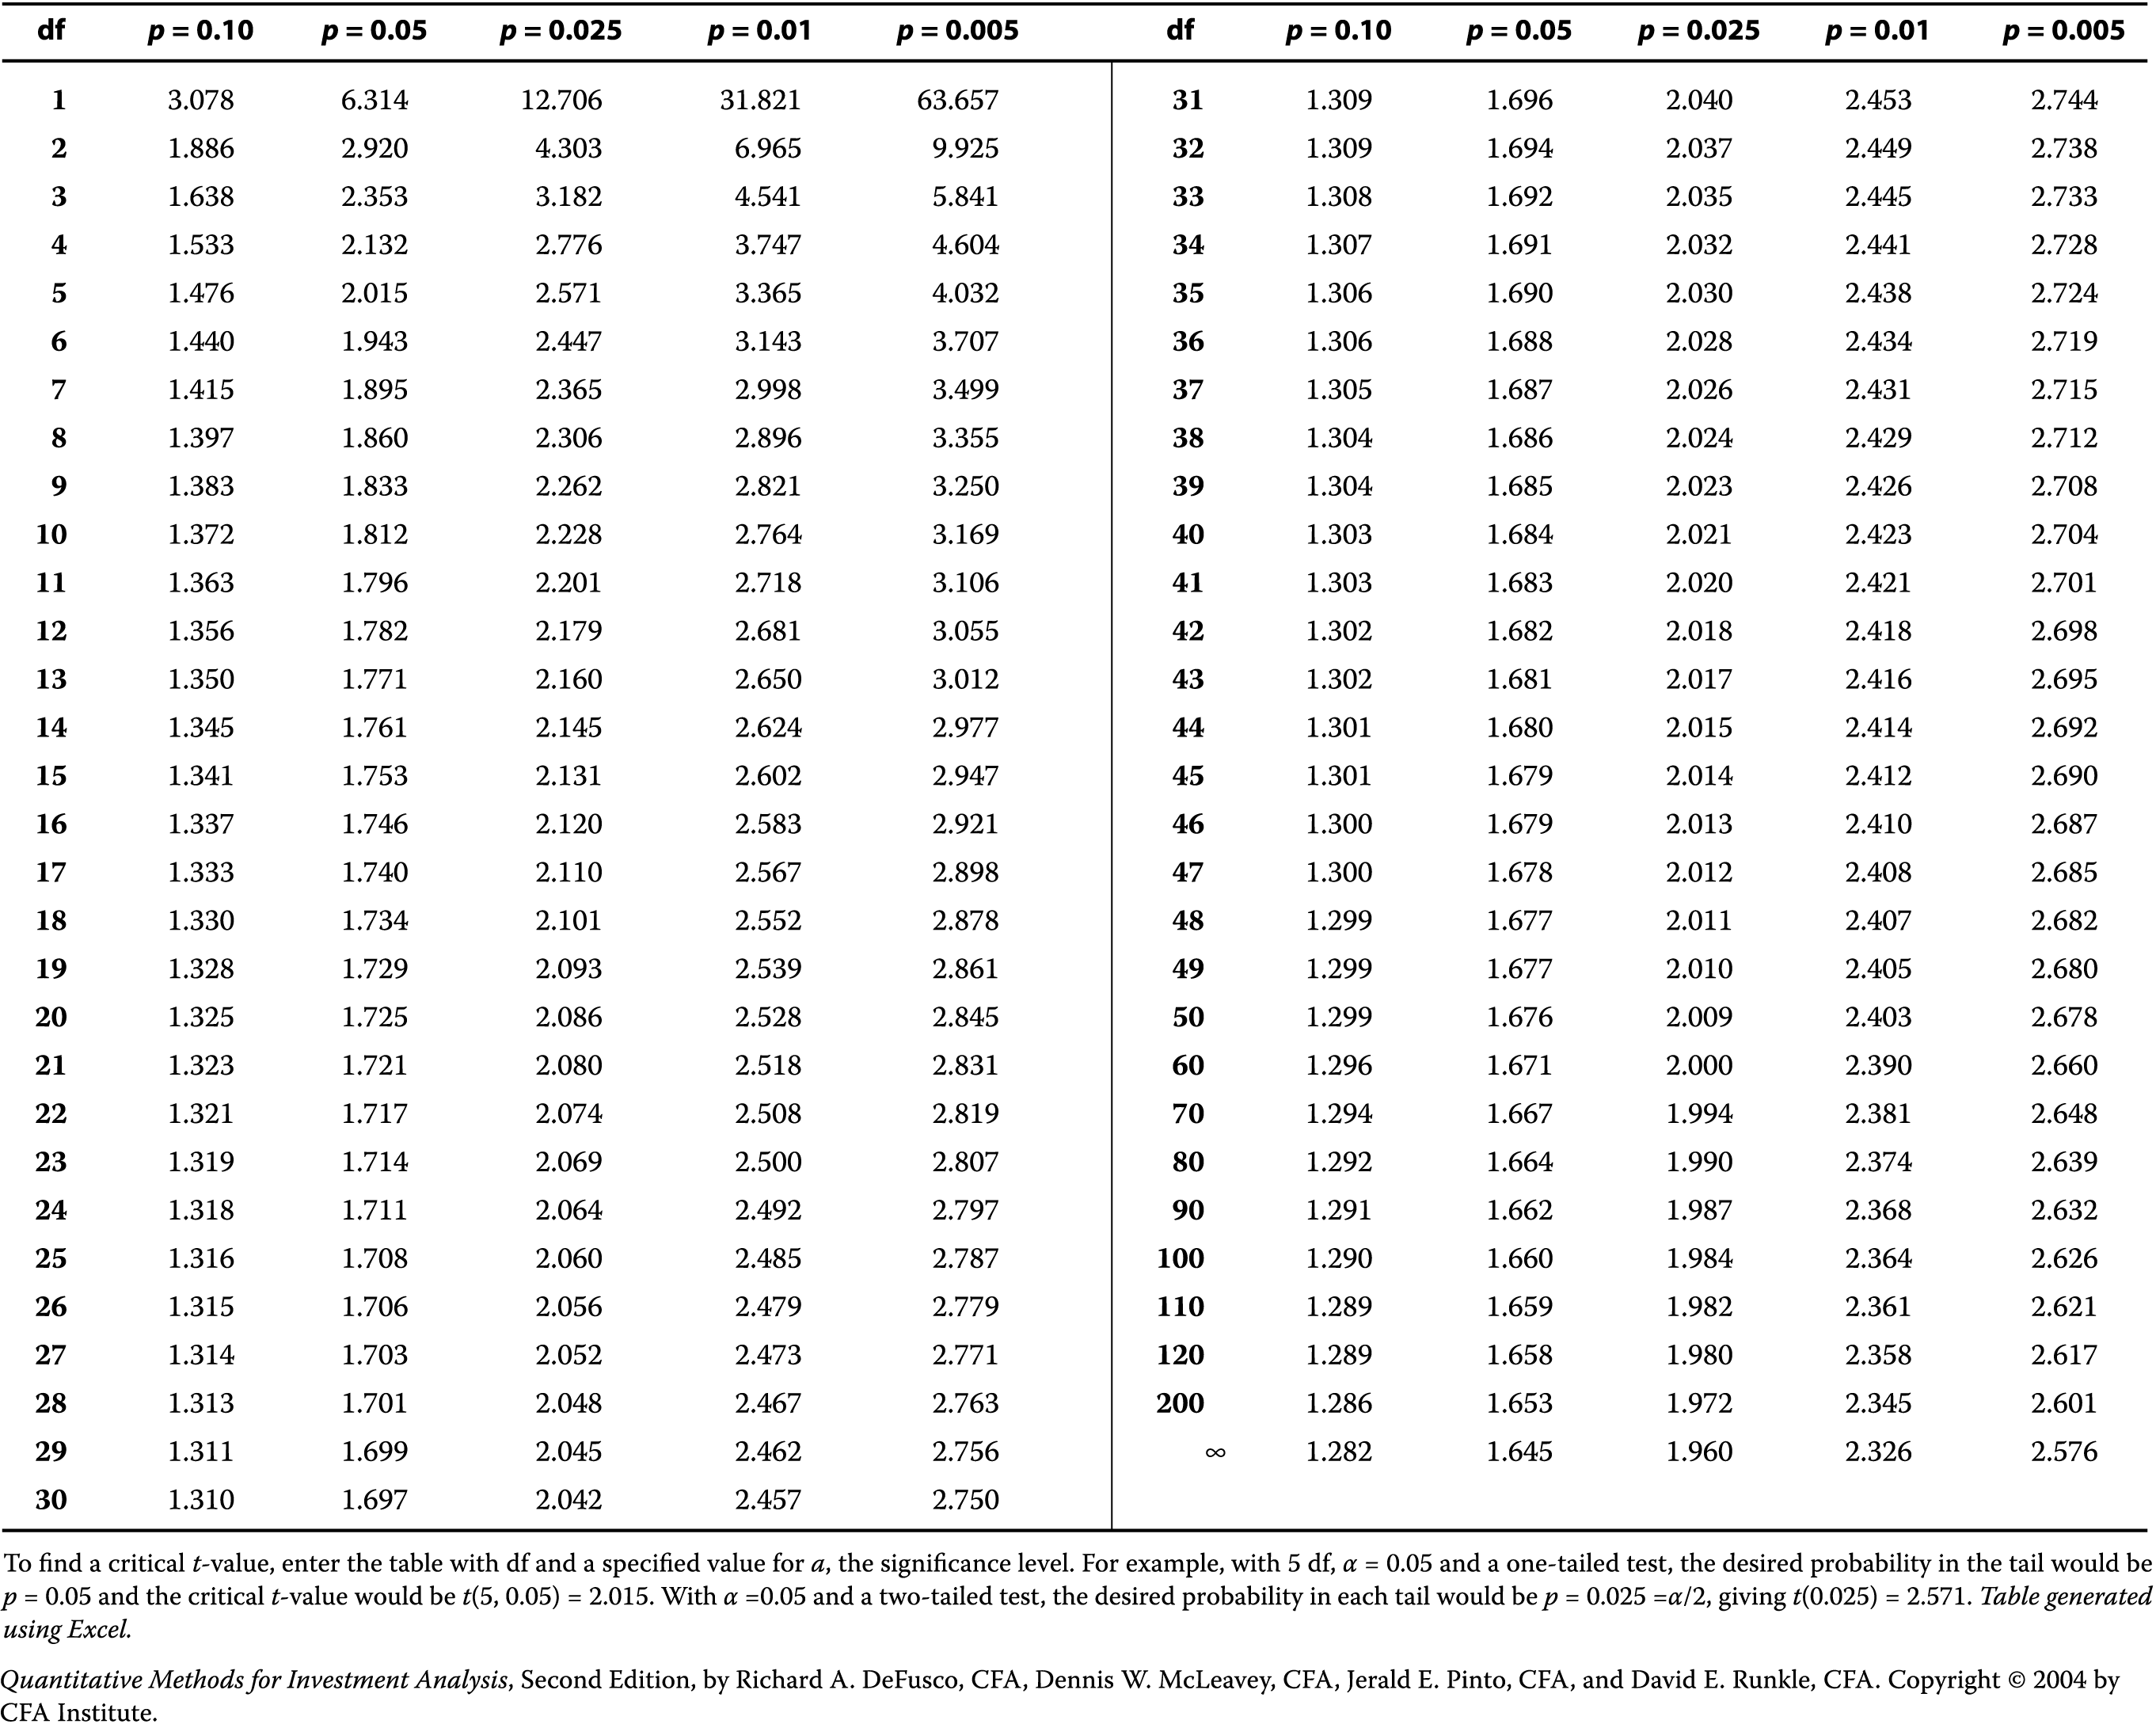 df p = 0.10 p = 0.05 p = 0.025 p = 0.01 p = 0.005 df p = 0.10 p = 0.05 p = 0.025 p = 0.01 p = 0.005
1 3.078 6.314 12.706 31.821 63.657 31 1.309 1.696 2.040 2.453 2.744
2 1.886 2.920 4.303 6.965 9.925 32 1.309 1.694 2.037 2.449 2.738
3 1.638 2.353 3.182 4.541 5.841 33 1.308 1.692 2.035 2.445 2.733
4 1.533 2.132 2.776 3.747 4.604 34 1.307 1.691 2.032 2.441 2.728
5 1.476 2.015 2.571 3.365 4.032 35 1.306 1.690 2.030 2.438 2.724
6 1.440 1.943 2.447 3.143 3.707 36 1.306 1.688 2.028 2.434 2.719
7 1.415 1.895 2.365 2.998 3.499 37 1.305 1.687 2.026 2.431 2.715
8 1.397 1.860 2.306 2.896 3.355 38 1.304 1.686 2.024 2.429 2.712
9 1.383 1.833 2.262 2.821 3.250 39 1.304 1.685 2.023 2.426 2.708
10 1.372 1.812 2.228 2.764 3.169 40 1.303 1.684 2.021 2.423 2.704
11 1.363 1.796 2.201 2.718 3.106 41 1.303 1.683 2.020 2.421 2.701
12 1.356 1.782 2.179 2.681 3.055 42 1.302 1.682 2.018 2.418 2.698
13 1.350 1.771 2.160 2.650 3.012 43 1.302 1.681 2.017 2.416 2.695
14 1.345 1.761 2.145 2.624 2.977 44 1.301 1.680 2.015 2.414 2.692
15 1.341 1.753 2.131 2.602 2.947 45 1.301 1.679 2.014 2.412 2.690
16 1.337 1.746 2.120 2.583 2.921 46 1.300 1.679 2.013 2.410 2.687
17 1.333 1.740 2.110 2.567 2.898 47 1.300 1.678 2.012 2.408 2.685
18 1.330 1.734 2.101 2.552 2.878 48 1.299 1.677 2.011 2.407 2.682
19 1.328 1.729 2.093 2.539 2.861 49 1.299 1.677 2.010 2.405 2.680
20 1.325 1.725 2.086 2.528 2.845 50 1.299 1.676 2.009 2.403 2.678
21 1.323 1.721 2.080 2.518 2.831 60 1.296 1.671 2.000 2.390 2.660
22 1.321 1.717 2.074 2.508 2.819 70 1.294 1.667 1.994 2.381 2.648
23 1.319 1.714 2.069 2.500 2.807 80 1.292 1.664 1.990 2.374 2.639
24 1.318 1.711 2.064 2.492 2.797 90 1.291 1.662 1.987 2.368 2.632
25 1.316 1.708 2.060 2.485 2.787 100 1.290 1.660 1.984 2.364 2.626
26 1.315 1.706 2.056 2.479 2.779 110 1.289 1.659 1.982 2.361 2.621
27 1.314 1.703 2.052 2.473 2.771 120 1.289 1.658 1.980 2.358 2.617
28 1.313 1.701 2.048 2.467 2.763 200 1.286 1.653 1.972 2.345 2.601
29 1.311 1.699 2.045 2.462 2.756 ∞ 1.282 1.645 1.960 2.326 2.576
30 1.310 1.697 2.042 2.457 2.750
To find a critical t-value, enter the table with df and a specified value for a, the significance level. For example, with 5 df, α = 0.05 and a one-tailed test, the desired probability in the tail would be
p = 0.05 and the critical t-value would be t(5, 0.05) = 2.015. With α =0.05 and a two-tailed test, the desired probability in each tail would be p = 0.025 =α/2, giving t(0.025) = 2.571. Table generated
using Excel.
Quantitative Methods for Investment Analysis, Second Edition, by Richard A. DeFusco, CFA, Dennis W. McLeavey, CFA, Jerald E. Pinto, CFA, and David E. Runkle, CFA. Copyright © 2004 by
CFA Institute.